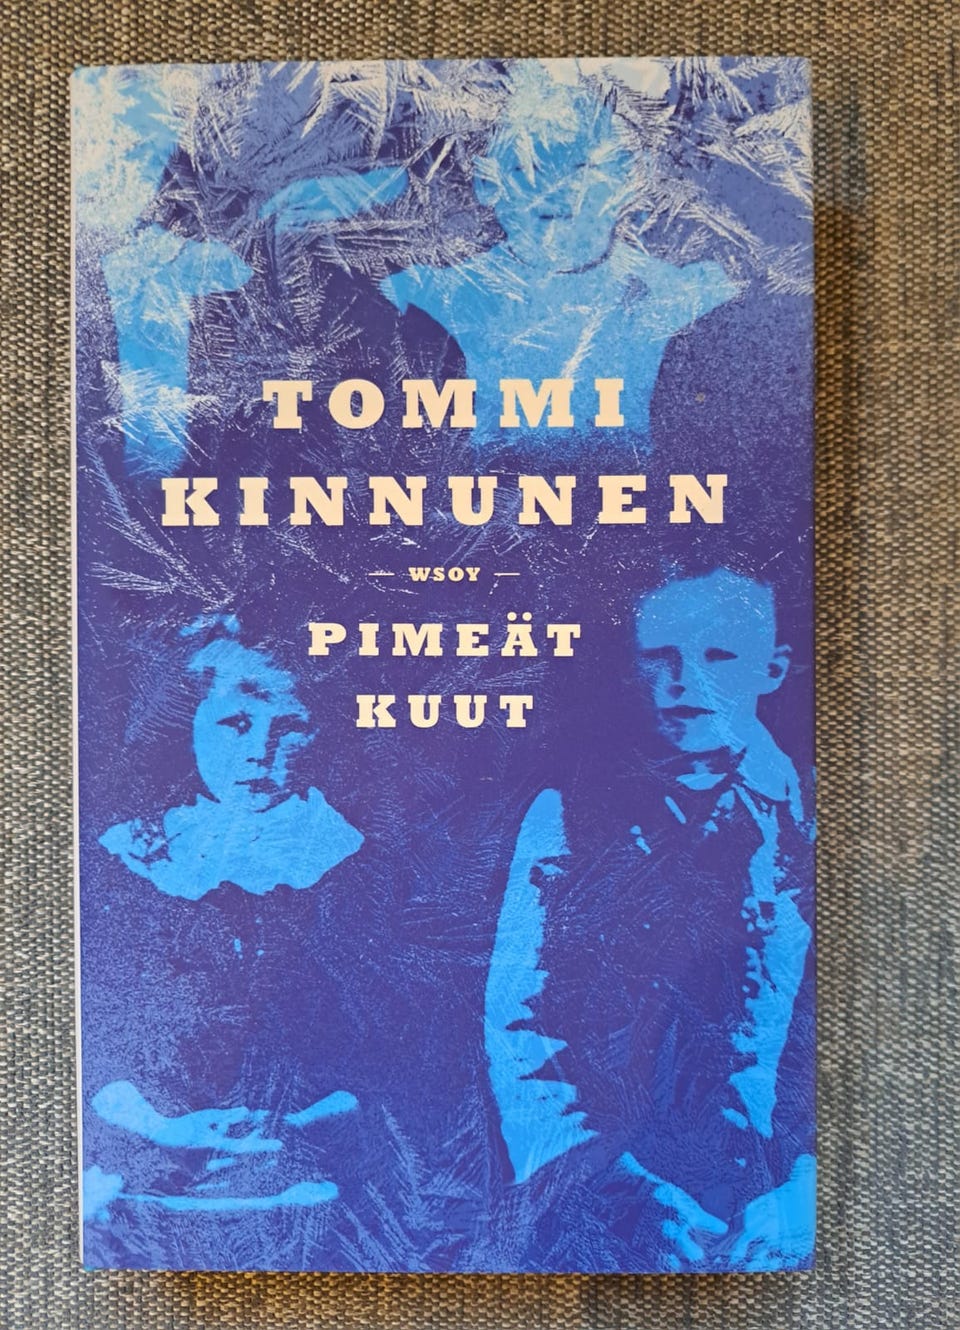 TOMMI
KINNUNEN
— WSOY —
PIMEÄT
KUUT